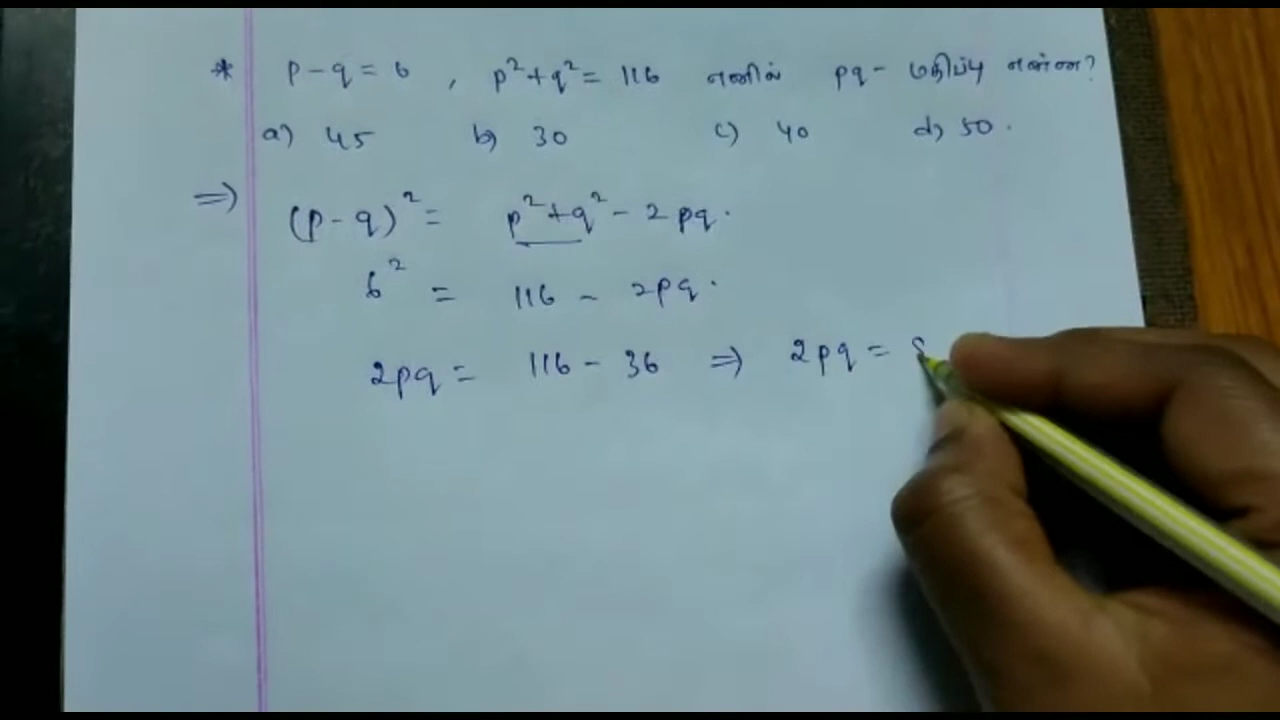 * p-q = 6 , p²+q² = 116 எனில் pq - மதிப்பு என்ன?
a) 45 b) 30 c) 40 d) 50.
⇒ (p-q)² = p²+q² - 2pq.
6² = 116 - 2pq.
2pq = 116 - 36 ⇒ 2pq =